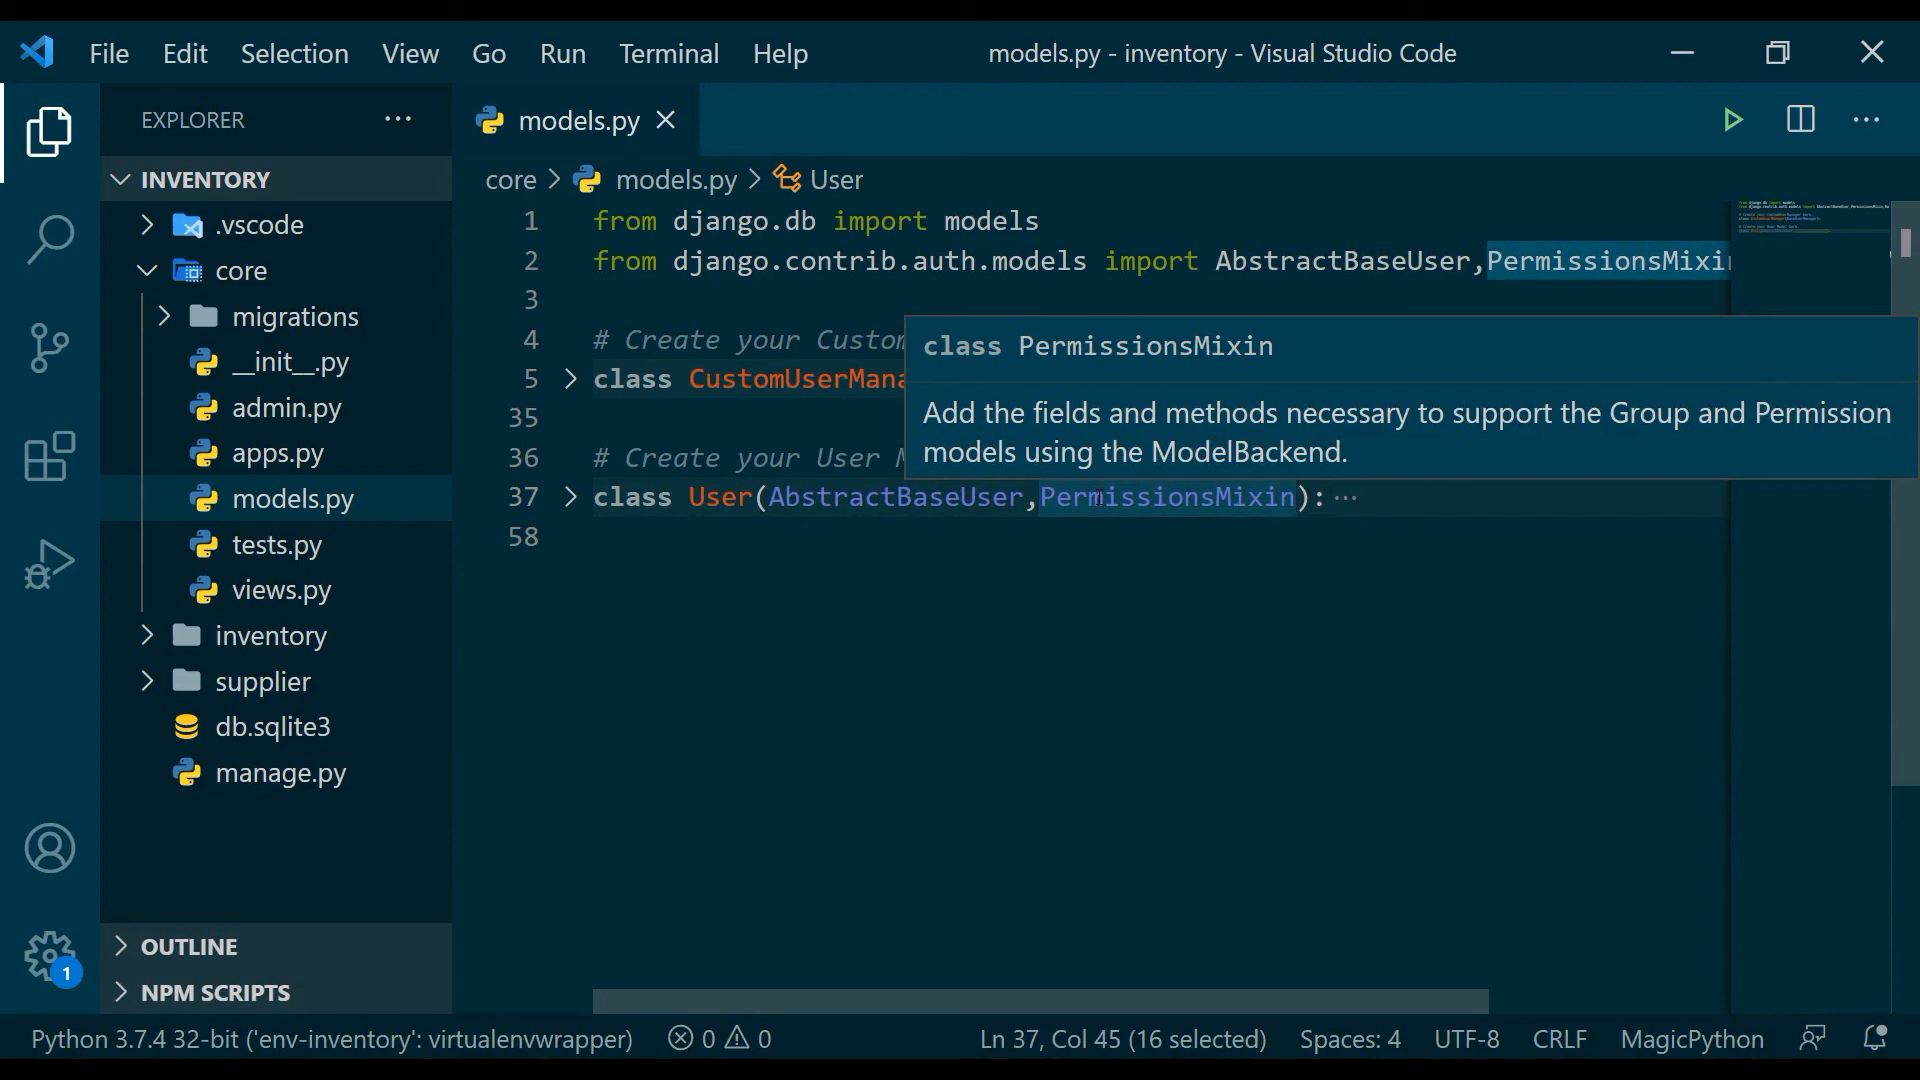 File Edit Selection View Go Run Terminal Help models.py - inventory - Visual Studio Code
EXPLORER
models.py
INVENTORY
core > models.py > User
.vscode
core
migrations
__init__.py
admin.py
apps.py
models.py
tests.py
views.py
inventory
supplier
db.sqlite3
manage.py
OUTLINE
NPM SCRIPTS
1
1 from django.db import models
2 from django.contrib.auth.models import AbstractBaseUser,PermissionsMixin
3
4 # Create your Custom
5 class CustomUserMana
35
36 # Create your User M
37 class User(AbstractBaseUser,PermissionsMixin):
58
class PermissionsMixin
Add the fields and methods necessary to support the Group and Permission
models using the ModelBackend.
Python 3.7.4 32-bit ('env-inventory': virtualenvwrapper) 0 0 Ln 37, Col 45 (16 selected) Spaces: 4 UTF-8 CRLF MagicPython